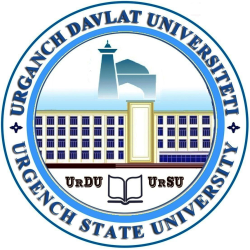 URGANCH DAVLAT UNIVERSITETI
UrDU UrSU
URGENCH STATE UNIVERSITY